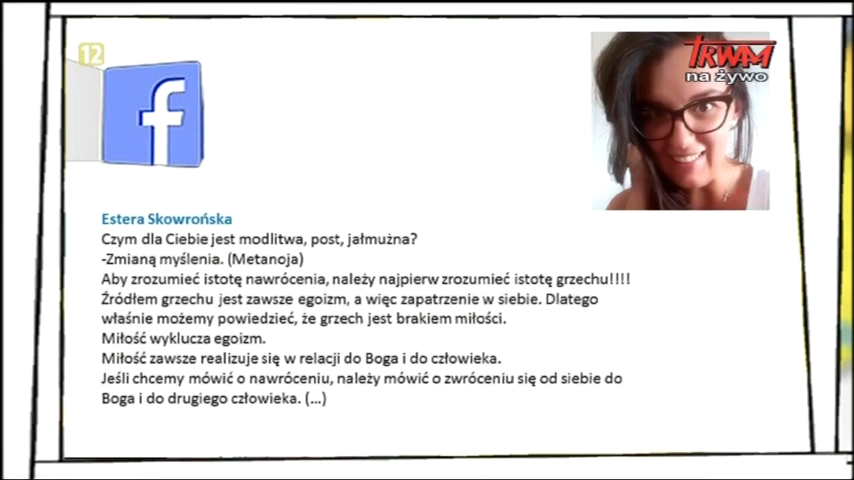 12
TRWAM
na żywo
f
Estera Skowrońska
Czym dla Ciebie jest modlitwa, post, jałmużna?
-Zmianą myślenia. (Metanoja)
Aby zrozumieć istotę nawrócenia, należy najpierw zrozumieć istotę grzechu!!!!
Źródłem grzechu jest zawsze egoizm, a więc zapatrzenie w siebie. Dlatego
właśnie możemy powiedzieć, że grzech jest brakiem miłości.
Miłość wyklucza egoizm.
Miłość zawsze realizuje się w relacji do Boga i do człowieka.
Jeśli chcemy mówić o nawróceniu, należy mówić o zwróceniu się od siebie do
Boga i do drugiego człowieka. (...)